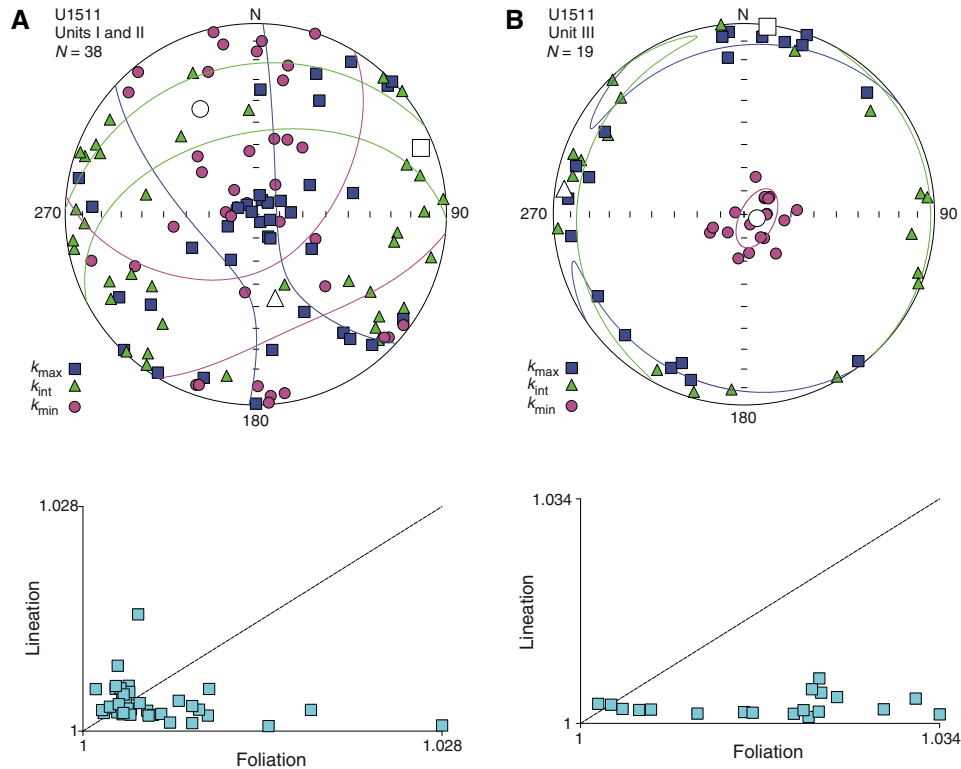 A
U1511
Units I and II
N = 38
N
270
90
180
kmax
kint
kmin
B
U1511
Unit III
N = 19
N
270
90
180
kmax
kint
kmin
1.028
Lineation
1
1
Foliation
1.028
1.034
Lineation
1
1
Foliation
1.034